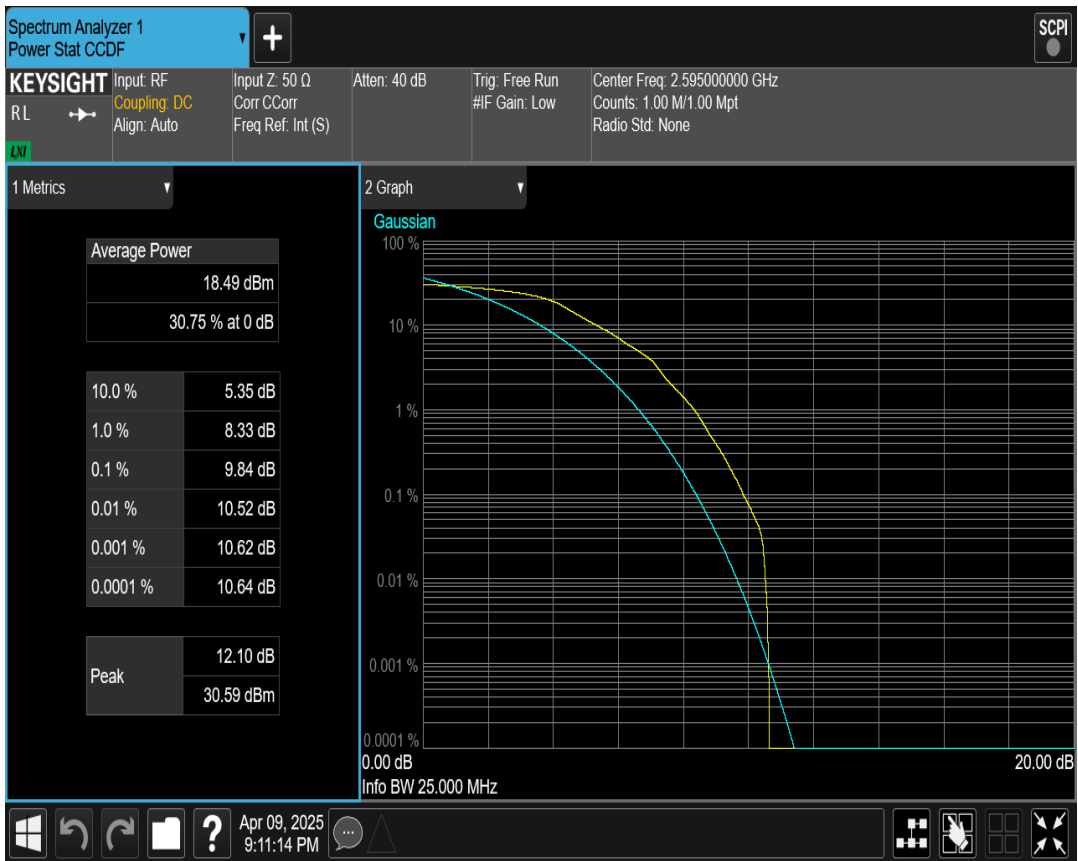 Spectrum Analyzer 1
Power Stat CCDF
+
SCPI
KEYSIGHT
RL
LXI
Input: RF
Coupling: DC
Align: Auto
Input Z: 50 Ω
Corr CCorr
Freq Ref: Int (S)
Atten: 40 dB
Trig: Free Run
#IF Gain: Low
Center Freq: 2.595000000 GHz
Counts: 1.00 M/1.00 Mpt
Radio Std: None
1 Metrics
Average Power
18.49 dBm
30.75 % at 0 dB
10.0 % 5.35 dB
1.0 % 8.33 dB
0.1 % 9.84 dB
0.01 % 10.52 dB
0.001 % 10.62 dB
0.0001 % 10.64 dB
Peak
12.10 dB
30.59 dBm
2 Graph
Gaussian
100 %
10 %
1 %
0.1 %
0.01 %
0.001 %
0.0001 %
0.00 dB 20.00 dB
Info BW 25.000 MHz
?
Apr 09, 2025
9:11:14 PM